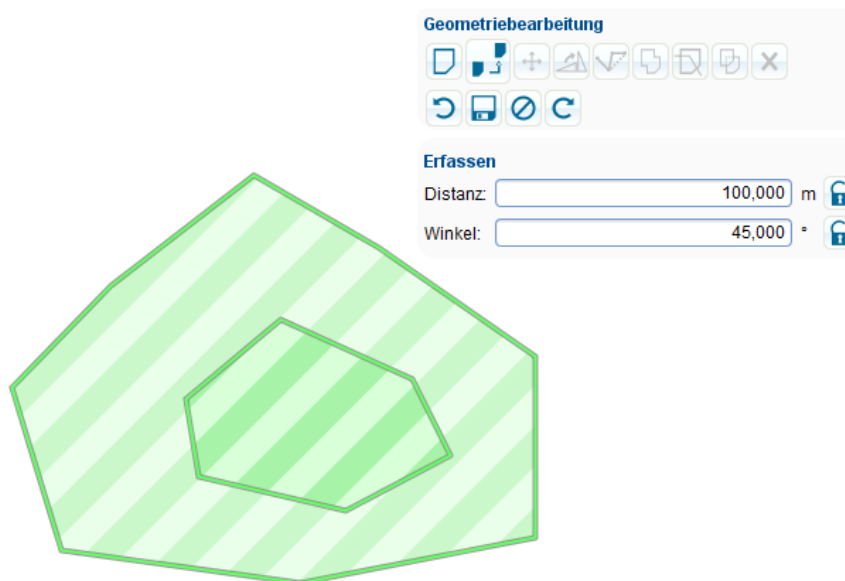 Geometriebearbeitung
Erfassen
Distanz: 100,000 m
Winkel: 45,000 °